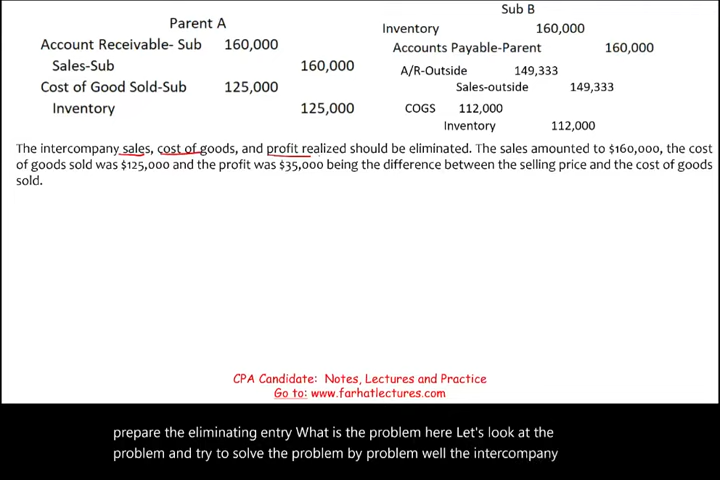 Parent A
Account Receivable- Sub 160,000
Sales-Sub 160,000
Cost of Good Sold-Sub 125,000
Inventory 125,000
Sub B
Inventory 160,000
Accounts Payable-Parent 160,000
A/R-Outside 149,333
Sales-outside 149,333
COGS 112,000
Inventory 112,000
The intercompany sales, cost of goods, and profit realized should be eliminated. The sales amounted to $160,000, the cost
of goods sold was $125,000 and the profit was $35,000 being the difference between the selling price and the cost of goods
sold.
CPA Candidate: Notes, Lectures and Practice
Go to: www.farhatlectures.com
prepare the eliminating entry What is the problem here Let's look at the
problem and try to solve the problem by problem well the intercompany